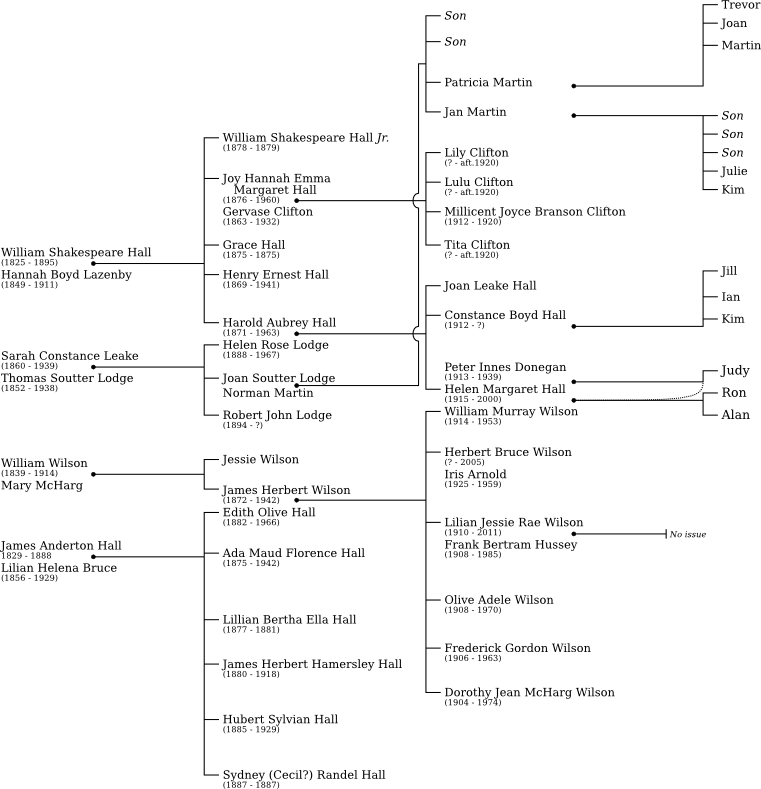 William Shakespeare Hall
(1825 - 1895)
Hannah Boyd Lazenby
(1849 - 1911)
Sarah Constance Leake
(1860 - 1939)
Thomas Soutter Lodge
(1852 - 1938)
William Wilson
(1839 - 1914)
Mary McHarg
James Anderton Hall
1829 - 1888
Lilian Helena Bruce
(1856 - 1929)
William Shakespeare Hall Jr.
(1878 - 1879)
Joy Hannah Emma
Margaret Hall
(1876 - 1960)
Gervase Clifton
(1863 - 1932)
Grace Hall
(1875 - 1875)
Henry Ernest Hall
(1869 - 1941)
Harold Aubrey Hall
(1871 - 1963)
Helen Rose Lodge
(1888 - 1967)
Joan Soutter Lodge
Norman Martin
Robert John Lodge
(1894 - ?)
Jessie Wilson
James Herbert Wilson
(1872 - 1942)
Edith Olive Hall
(1882 - 1966)
Ada Maud Florence Hall
(1875 - 1942)
Lillian Bertha Ella Hall
(1877 - 1881)
James Herbert Hamersley Hall
(1880 - 1918)
Hubert Sylvian Hall
(1885 - 1929)
Sydney (Cecil?) Randel Hall
(1887 - 1887)
Son
Son
Patricia Martin
Jan Martin
Lily Clifton
(? - aft.1920)
Lulu Clifton
(? - aft.1920)
Millicent Joyce Branson Clifton
(1912 - 1920)
Tita Clifton
(? - aft.1920)
Joan Leake Hall
Constance Boyd Hall
(1912 - ?)
Peter Innes Donegan
(1913 - 1939)
Helen Margaret Hall
(1915 - 2000)
William Murray Wilson
(1914 - 1953)
Herbert Bruce Wilson
(? - 2005)
Iris Arnold
(1925 - 1959)
Lilian Jessie Rae Wilson
(1910 - 2011)
Frank Bertram Hussey
(1908 - 1985)
Olive Adele Wilson
(1908 - 1970)
Frederick Gordon Wilson
(1906 - 1963)
Dorothy Jean McHarg Wilson
(1904 - 1974)
Trevor
Joan
Martin
Son
Son
Son
Julie
Kim
Jill
Ian
Kim
Judy
Ron
Alan
No issue